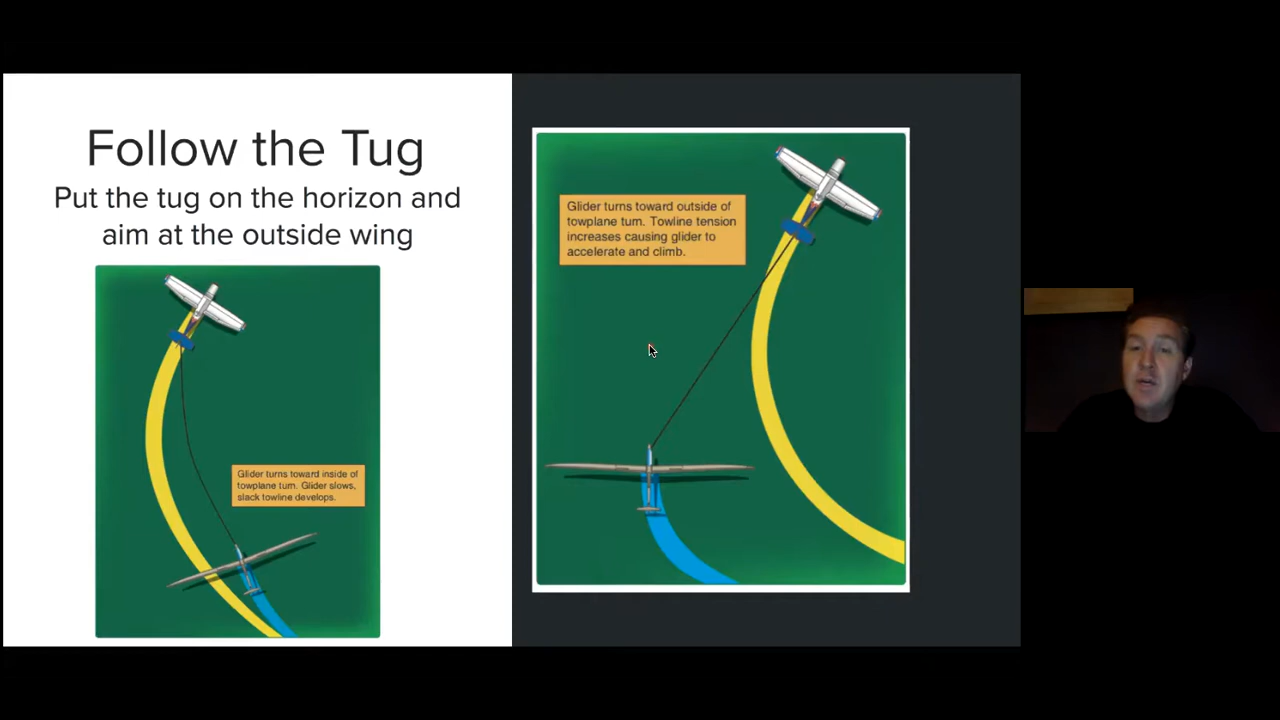 Follow the Tug
Put the tug on the horizon and
aim at the outside wing
Glider turns toward inside of
towplane turn. Glider slows,
slack towline develops.
Glider turns toward outside of
towplane turn. Towline tension
increases causing glider to
accelerate and climb.